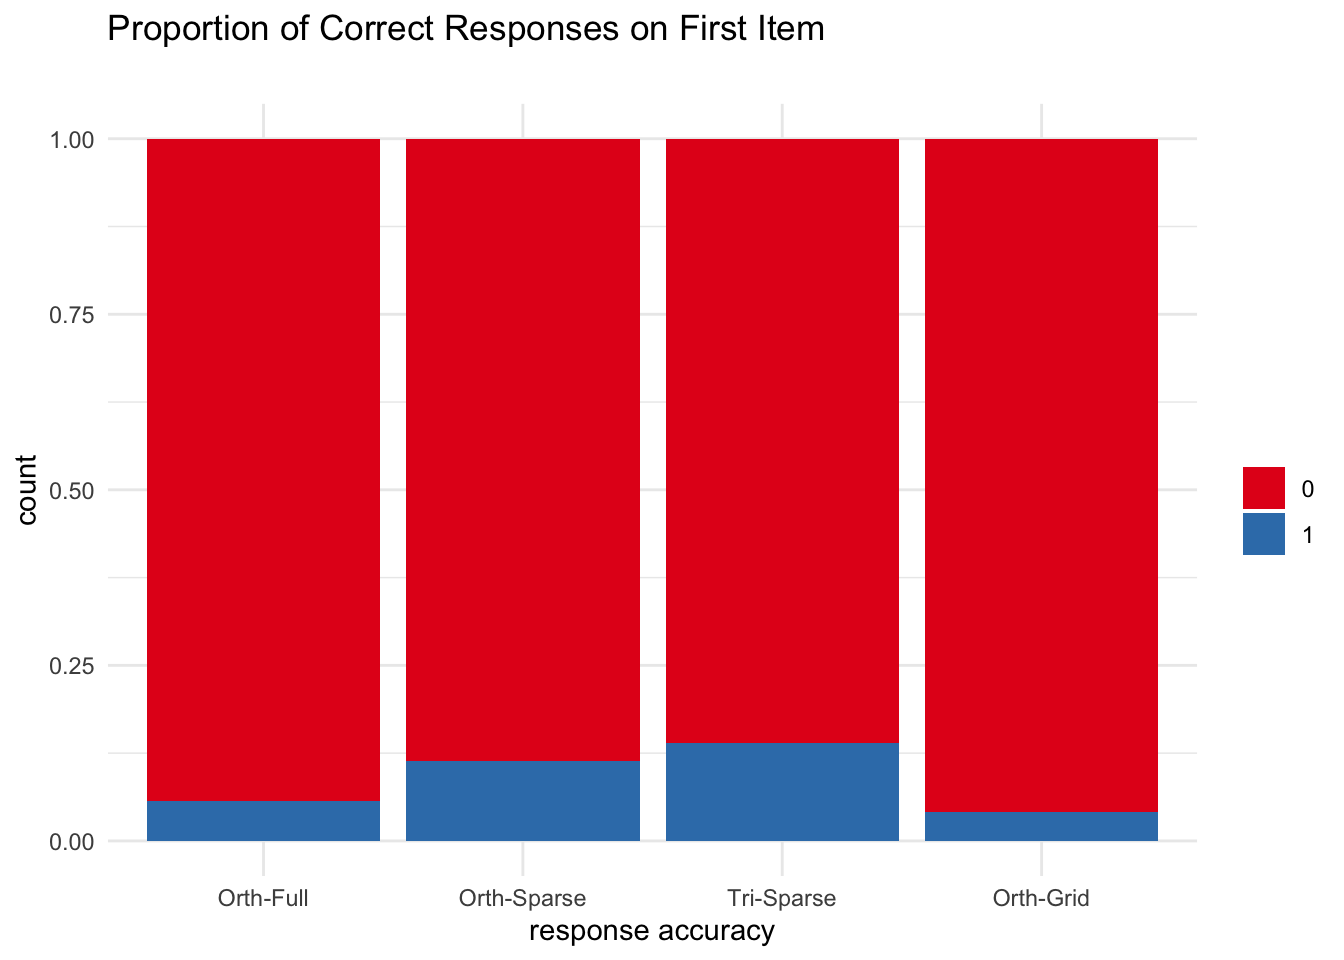 Proportion of Correct Responses on First Item
1.00
0.75
0.50
0.25
0.00
count
Orth-Full Orth-Sparse Tri-Sparse Orth-Grid
response accuracy
0
1